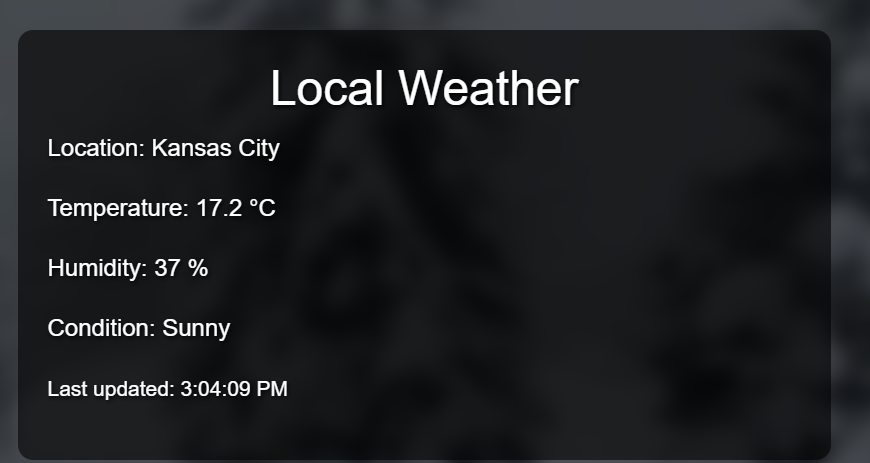 Local Weather
Location: Kansas City
Temperature: 17.2 °C
Humidity: 37 %
Condition: Sunny
Last updated: 3:04:09 PM